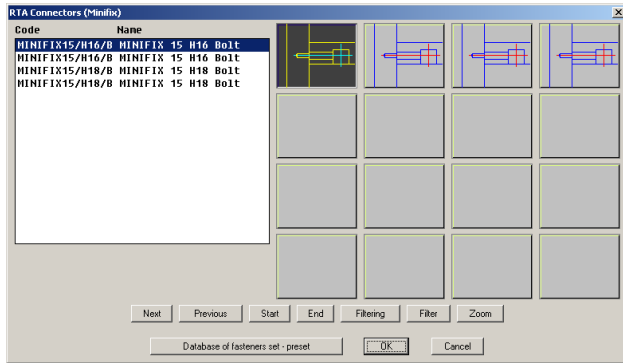 RTA Connectors (Minifix)
Code Name
MINIFIX15/H16/B MINIFIX 15 H16 Bolt
MINIFIX15/H16/B MINIFIX 15 H16 Bolt
MINIFIX15/H18/B MINIFIX 15 H18 Bolt
MINIFIX15/H18/B MINIFIX 15 H18 Bolt
Next Previous Start End Filtering Filter Zoom
Database of fasteners set - preset OK Cancel